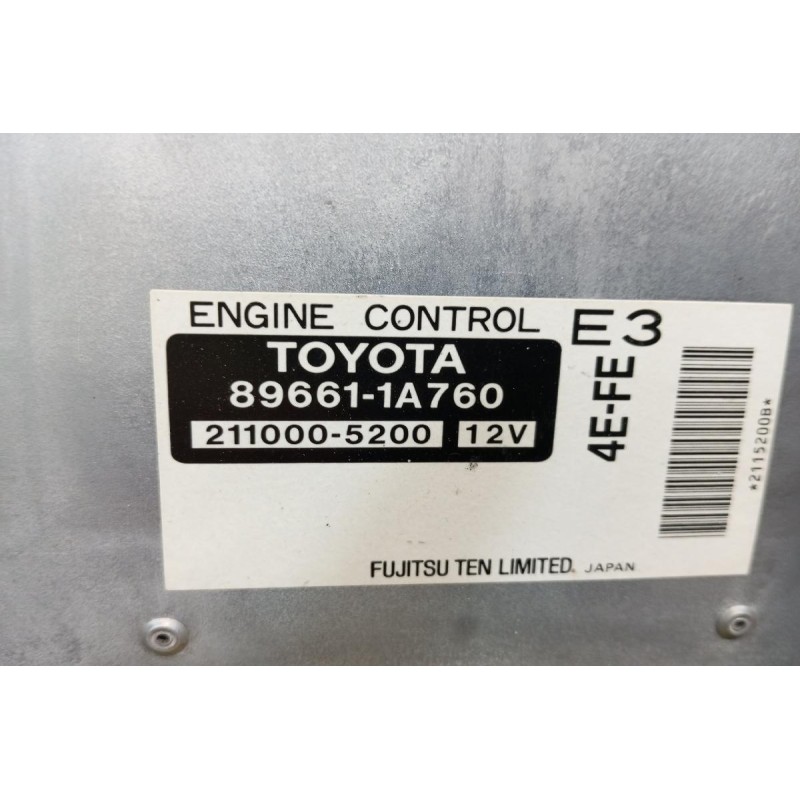 ENGINE CONTROL E3
TOYOTA
89661-1A760
211000-5200 12V
4E-FE
*2115200B*
FUJITSU TEN LIMITED. JAPAN